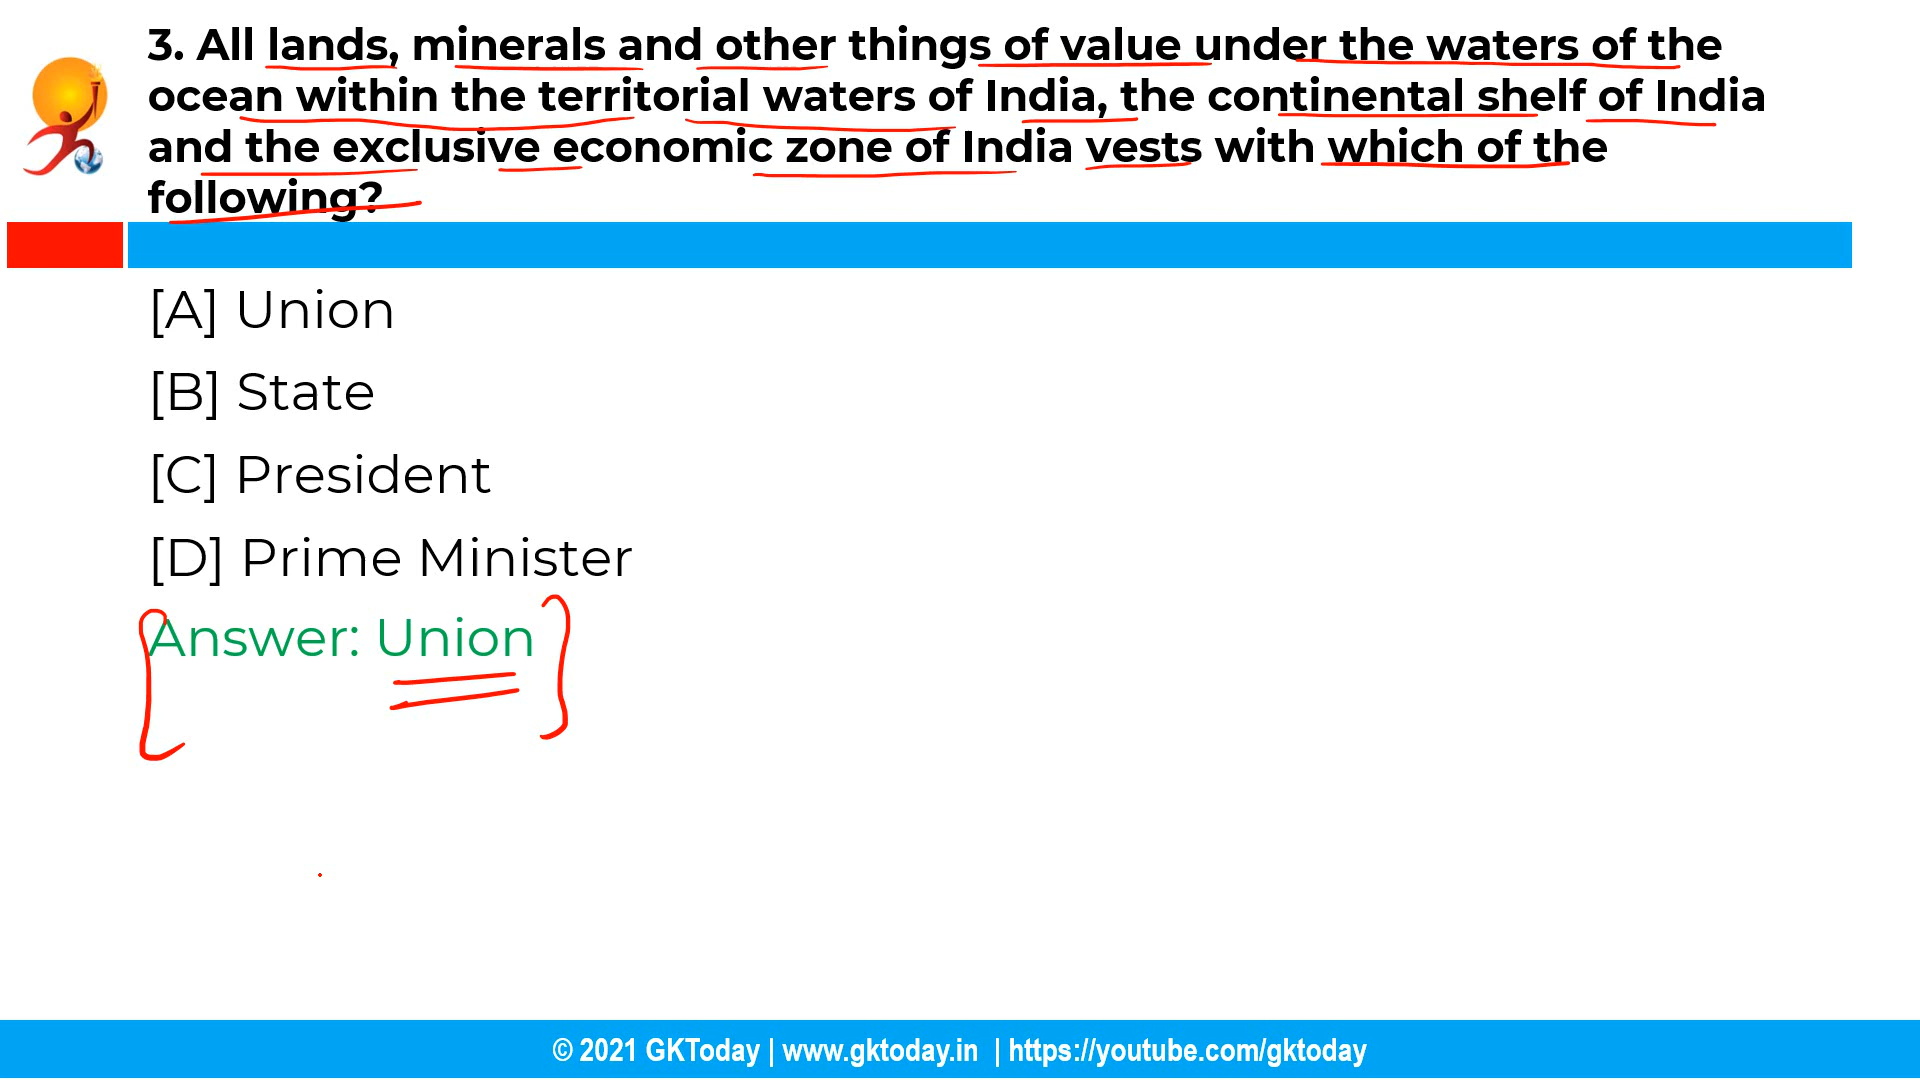 3. All lands, minerals and other things of value under the waters of the
ocean within the territorial waters of India, the continental shelf of India
and the exclusive economic zone of India vests with which of the
following?
[A] Union
[B] State
[C] President
[D] Prime Minister
Answer: Union
© 2021 GKToday | www.gktoday.in | https://youtube.com/gktoday